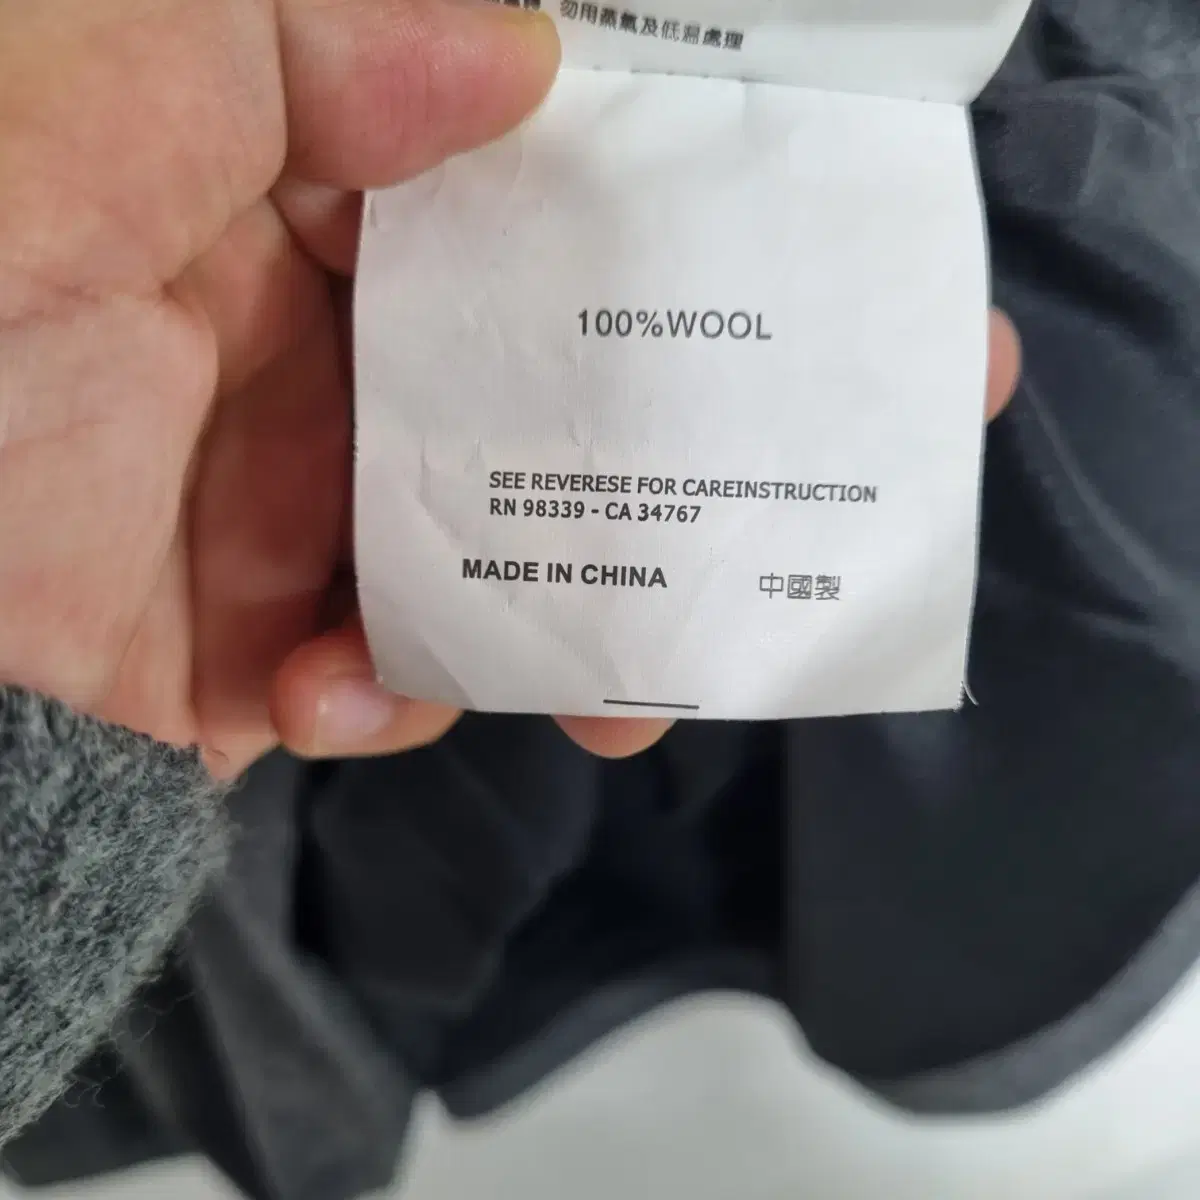 勿用蒸氣及低溫處理
100%WOOL
SEE REVERESE FOR CAREINSTRUCTION
RN 98339 - CA 34767
MADE IN CHINA 中國製